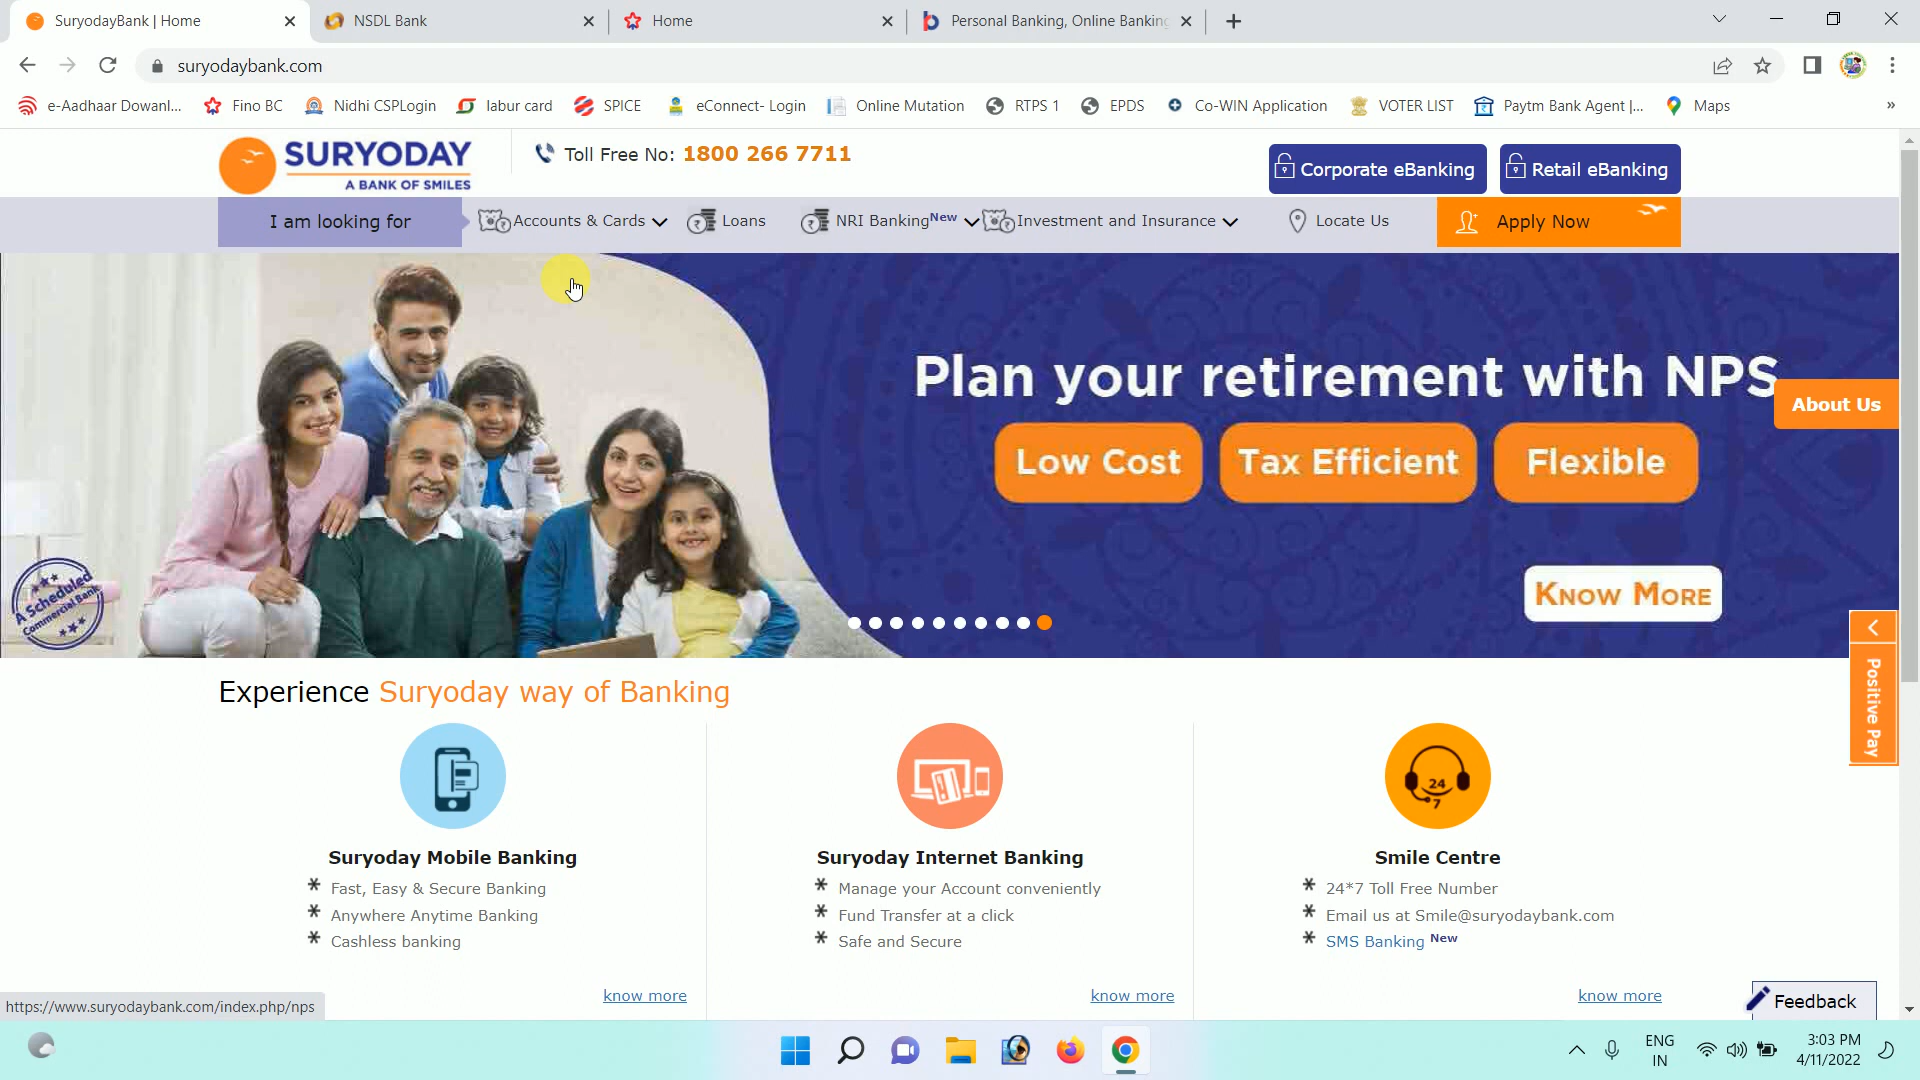 SuryodayBank | Home
NSDL Bank
Home
Personal Banking, Online Banking
suryodaybank.com
e-Aadhaar Dowanl...
Fino BC
Nidhi CSPLogin
labur card
SPICE
eConnect- Login
Online Mutation
RTPS 1
EPDS
Co-WIN Application
VOTER LIST
Paytm Bank Agent |...
Maps
»
SURYODAY
A BANK OF SMILES
Toll Free No: 1800 266 7711
Corporate eBanking
Retail eBanking
I am looking for
Accounts & Cards
Loans
NRI Banking New
Investment and Insurance
Locate Us
Apply Now
Plan your retirement with NPS
About Us
Low Cost
Tax Efficient
Flexible
KNOW MORE
A Scheduled
Commercial Bank
Positive Pay
Experience Suryoday way of Banking
24
7
Suryoday Mobile Banking
* Fast, Easy & Secure Banking
* Anywhere Anytime Banking
* Cashless banking
know more
Suryoday Internet Banking
* Manage your Account conveniently
* Fund Transfer at a click
* Safe and Secure
know more
Smile Centre
* 24*7 Toll Free Number
* Email us at Smile@suryodaybank.com
* SMS Banking New
know more
Feedback
https://www.suryodaybank.com/index.php/nps
ENG
IN
3:03 PM
4/11/2022